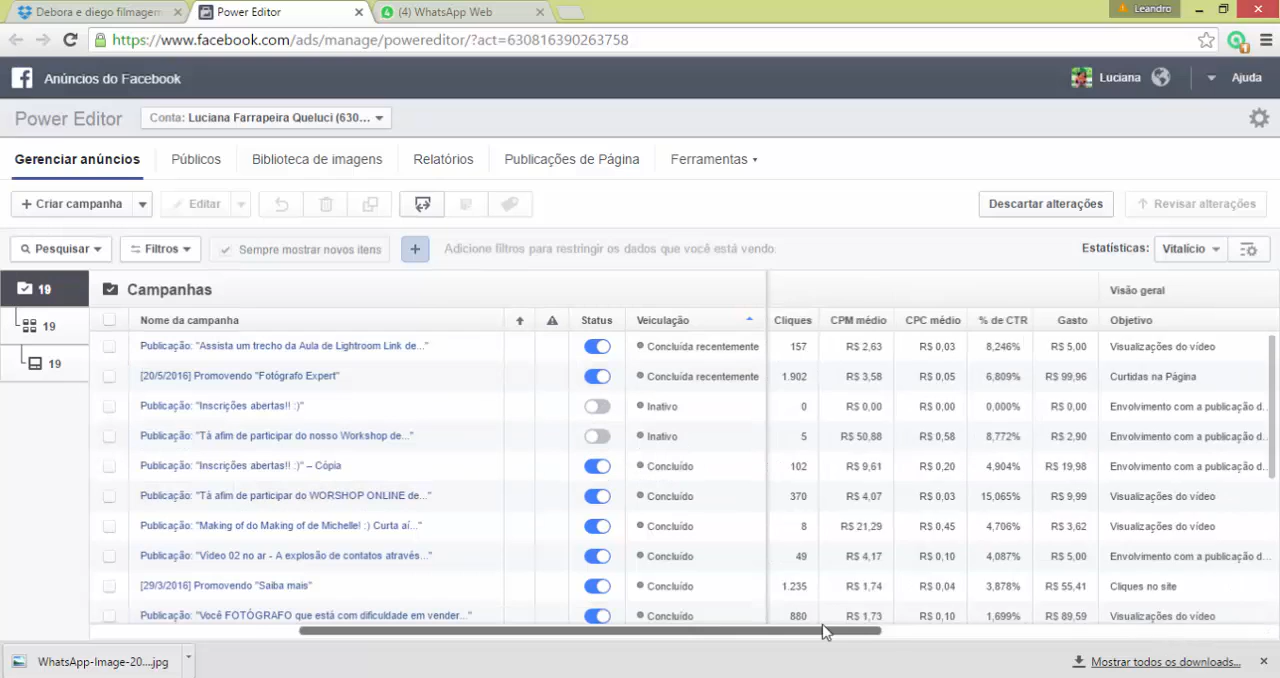 Debora e diego filmagem
Power Editor
(4) WhatsApp Web
Leandro
https://www.facebook.com/ads/manage/powereditor/?act=630816390263758
Anúncios do Facebook
Luciana
Ajuda
Power Editor
Conta: Luciana Farrapeira Queluci (630...
Gerenciar anúncios
Públicos
Biblioteca de imagens
Relatórios
Publicações de Página
Ferramentas
+ Criar campanha
Editar
Descartar alterações
Revisar alterações
Pesquisar
Filtros
Sempre mostrar novos itens
+
Adicione filtros para restringir os dados que você está vendo
Estatísticas:
Vitalício
19
Campanhas
Visão geral
19
19
Nome da campanha Status Veiculação Cliques CPM médio CPC médio % de CTR Gasto Objetivo
Publicação: "Assista um trecho da Aula de Lightroom Link de..." Concluída recentemente 157 R$ 2,63 R$ 0,03 8,246% R$ 5,00 Visualizações do vídeo
[20/5/2016] Promovendo "Fotógrafo Expert" Concluída recentemente 1.902 R$ 3,58 R$ 0,05 6,809% R$ 99,96 Curtidas na Página
Publicação: "Inscrições abertas!! :)" Inativo 0 R$ 0,00 R$ 0,00 0,000% R$ 0,00 Envolvimento com a publicação d...
Publicação: "Tá afim de participar do nosso Workshop de..." Inativo 5 R$ 50,88 R$ 0,58 8,772% R$ 2,90 Envolvimento com a publicação d...
Publicação: "Inscrições abertas!! :)" – Cópia Concluído 102 R$ 9,61 R$ 0,20 4,904% R$ 19,98 Envolvimento com a publicação d...
Publicação: "Tá afim de participar do WORSHOP ONLINE de..." Concluído 370 R$ 4,07 R$ 0,03 15,065% R$ 9,99 Visualizações do vídeo
Publicação: "Making of do Making of de Michelle! :) Curta aí..." Concluído 8 R$ 21,29 R$ 0,45 4,706% R$ 3,62 Visualizações do vídeo
Publicação: "Vídeo 02 no ar - A explosão de contatos através..." Concluído 49 R$ 4,17 R$ 0,10 4,087% R$ 5,00 Envolvimento com a publicação d...
[29/3/2016] Promovendo "Saiba mais" Concluído 1.235 R$ 1,74 R$ 0,04 3,878% R$ 55,41 Cliques no site
Publicação: "Você FOTÓGRAFO que está com dificuldade em vender..." Concluído 880 R$ 1,73 R$ 0,10 1,699% R$ 89,59 Visualizações do vídeo
WhatsApp-Image-20....jpg
Mostrar todos os downloads...